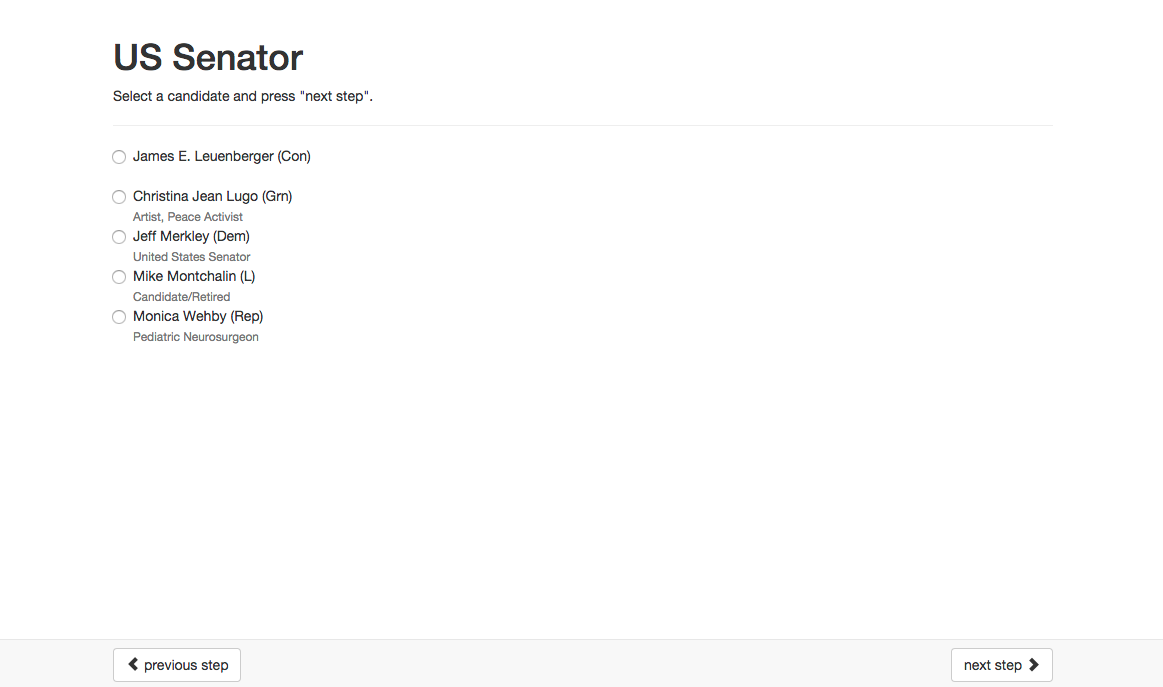 US Senator
Select a candidate and press "next step".
James E. Leuenberger (Con)
Christina Jean Lugo (Grn)
Artist, Peace Activist
Jeff Merkley (Dem)
United States Senator
Mike Montchalin (L)
Candidate/Retired
Monica Wehby (Rep)
Pediatric Neurosurgeon
previous step
next step